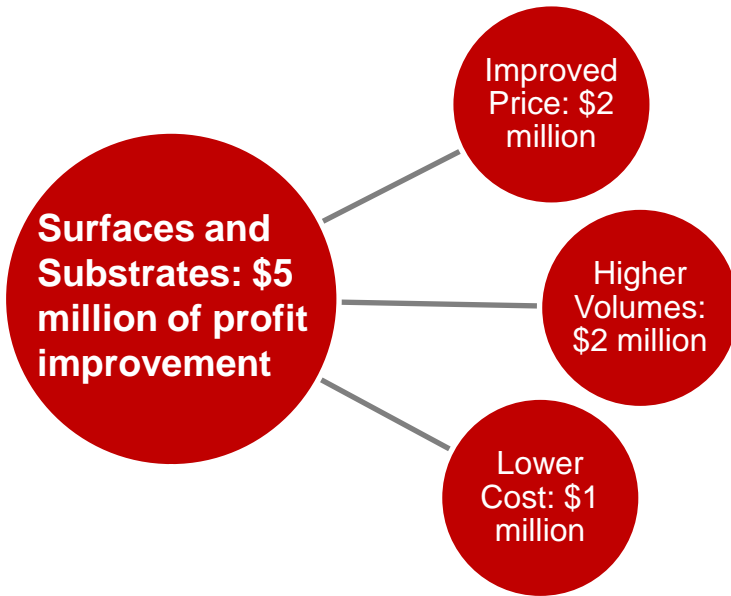 Improved
Price: $2
million
Surfaces and
Substrates: $5
million of profit
improvement
Higher
Volumes:
$2 million
Lower
Cost: $1
million